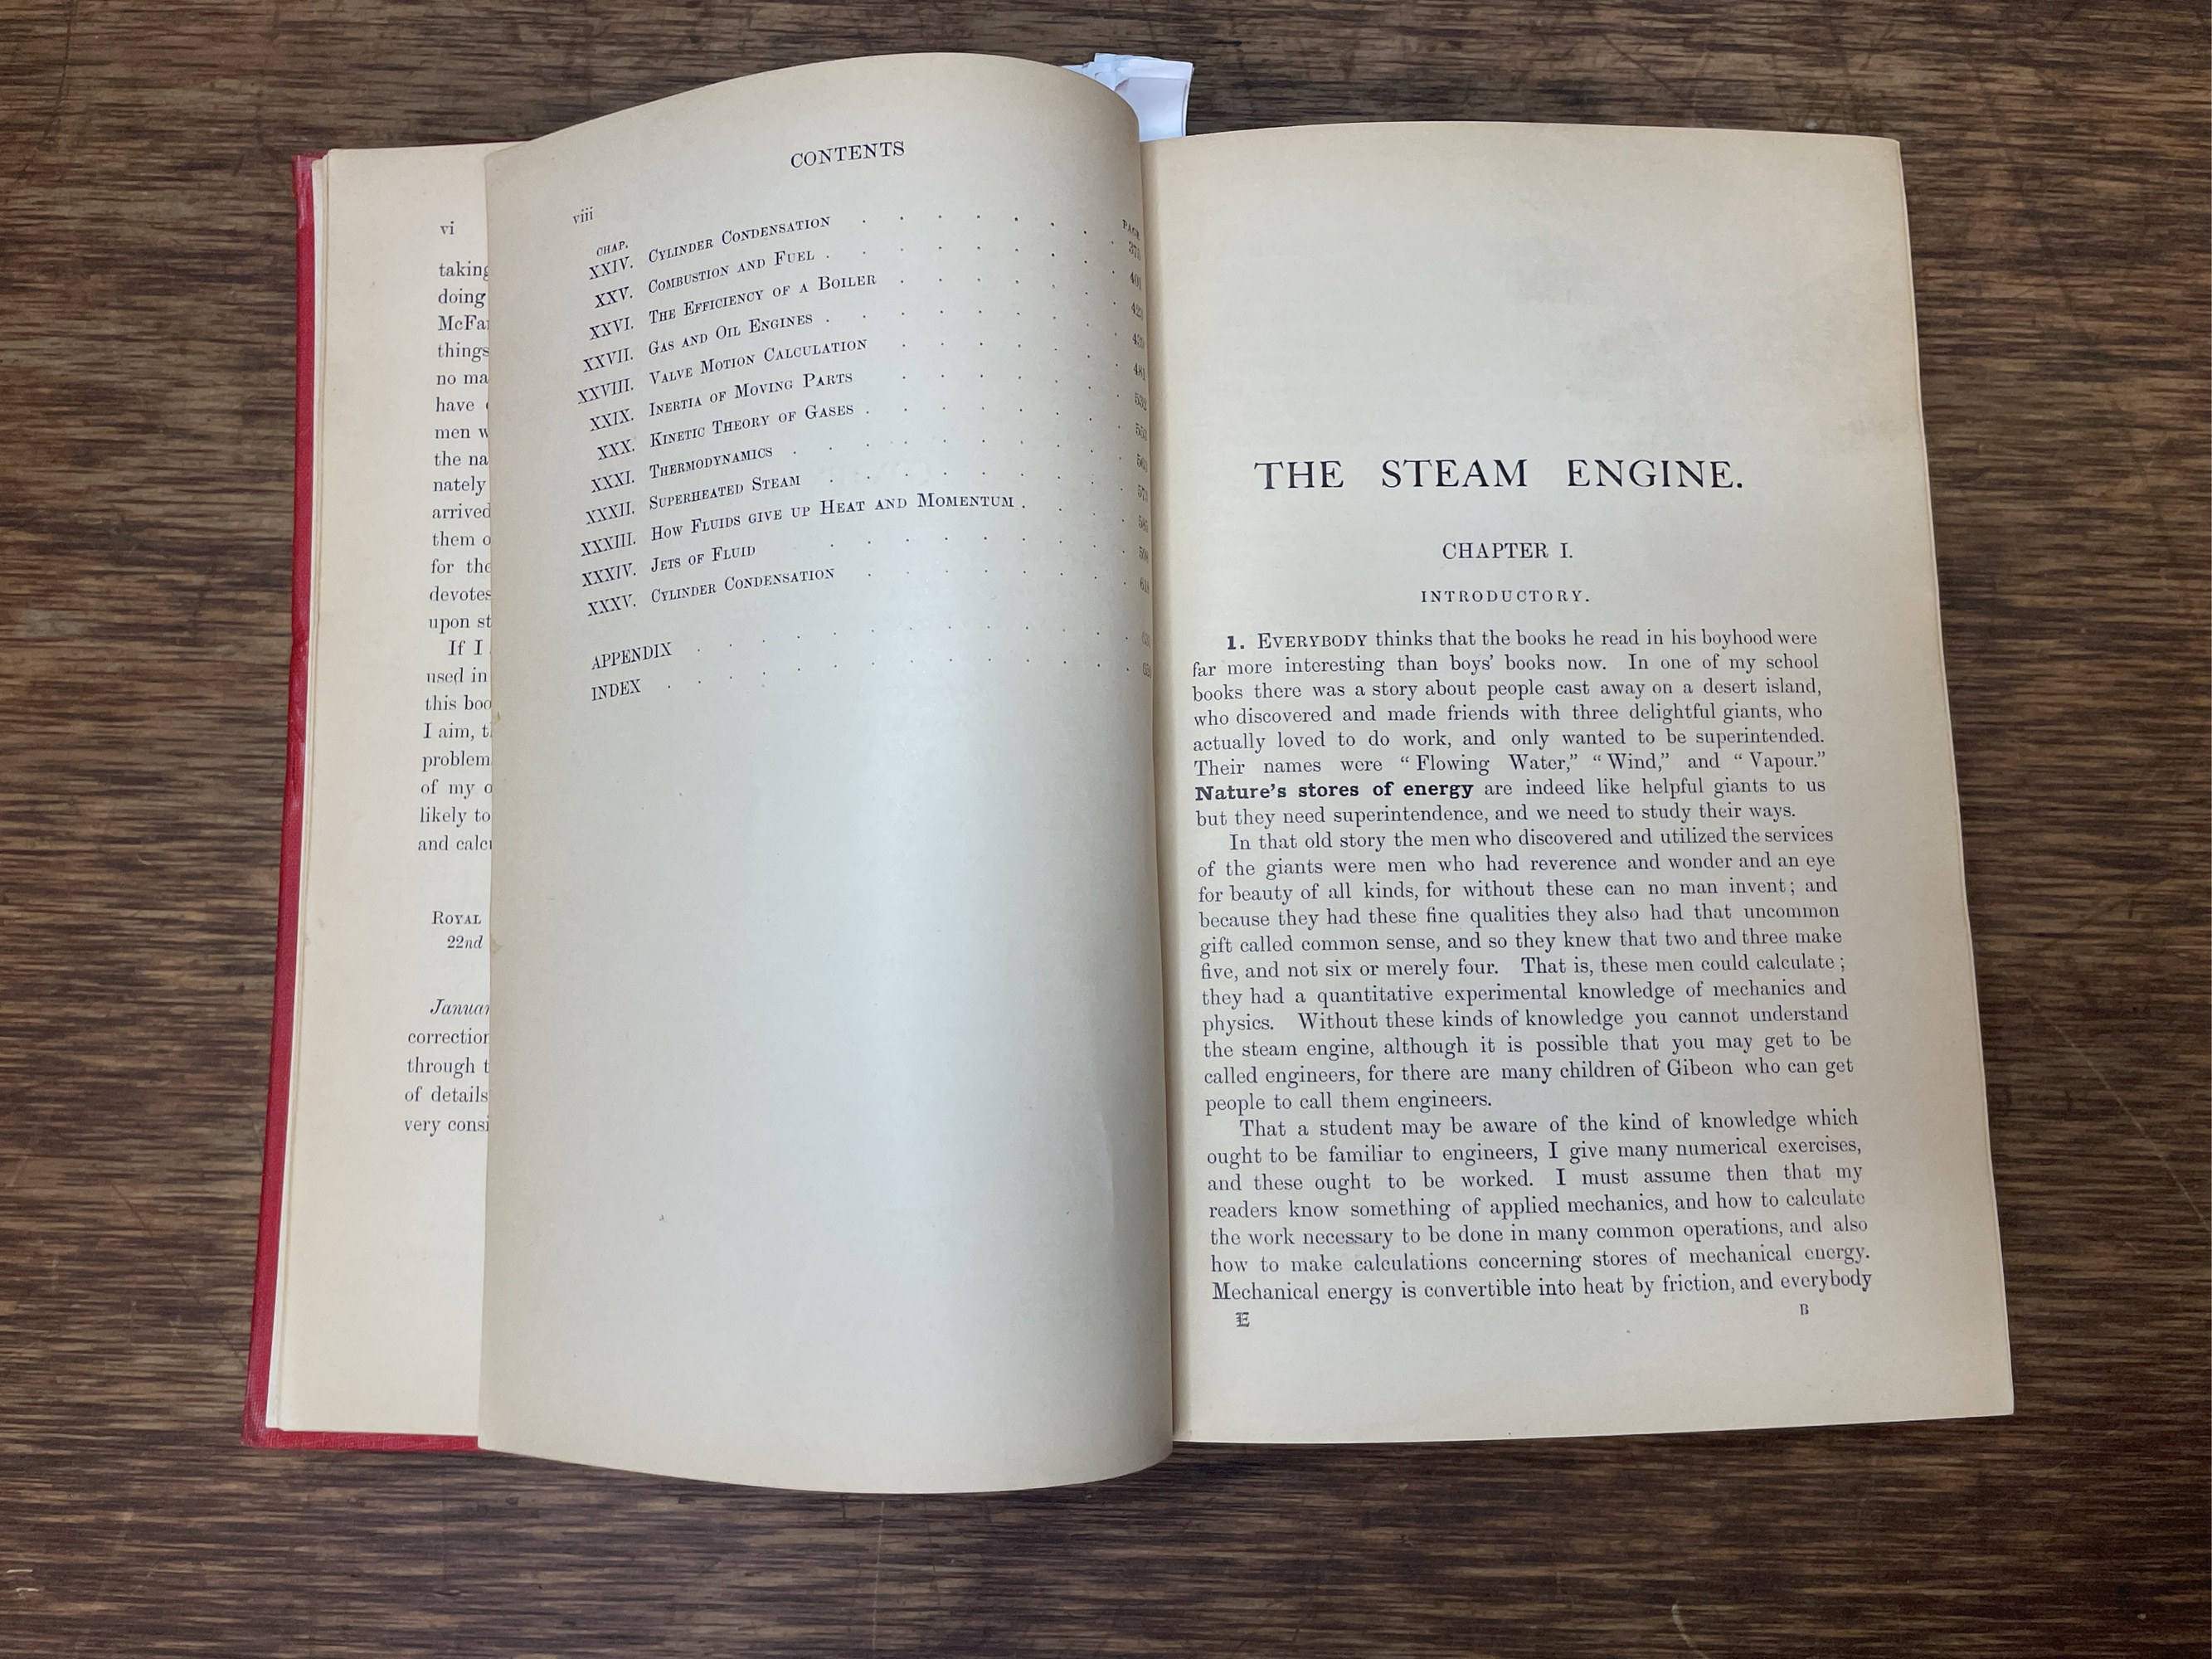 vi
taking
doing
McFa
things
no ma
have
men w
the na
nately
arrived
them o
for the
devotes
upon st
If I
used in
this boo
I aim, t
problem
of my o
likely to
and calc
ROYAL
22nd
Januar
correction
through t
of details
very consi
CONTENTS
viii
CHAP. PAGE
XXIV. CYLINDER CONDENSATION
XXV. COMBUSTION AND FUEL . 401
XXVI. THE EFFICIENCY OF A BOILER
XXVII. GAS AND OIL ENGINES .
XXVIII. VALVE MOTION CALCULATION 481
XXIX. INERTIA OF MOVING PARTS
XXX. KINETIC THEORY OF GASES .
XXXI. THERMODYNAMICS
XXXII. SUPERHEATED STEAM
XXXIII. HOW FLUIDS GIVE UP HEAT AND MOMENTUM .
XXXIV. JETS OF FLUID
XXXV. CYLINDER CONDENSATION
APPENDIX
INDEX
THE STEAM ENGINE.
CHAPTER I.
INTRODUCTORY.
1. EVERYBODY thinks that the books he read in his boyhood were
far more interesting than boys' books now. In one of my school
books there was a story about people cast away on a desert island,
who discovered and made friends with three delightful giants, who
actually loved to do work, and only wanted to be superintended.
Their names were “Flowing Water,” “Wind,” and “Vapour.”
Nature's stores of energy are indeed like helpful giants to us
but they need superintendence, and we need to study their ways.
In that old story the men who discovered and utilized the services
of the giants were men who had reverence and wonder and an eye
for beauty of all kinds, for without these can no man invent; and
because they had these fine qualities they also had that uncommon
gift called common sense, and so they knew that two and three make
five, and not six or merely four. That is, these men could calculate;
they had a quantitative experimental knowledge of mechanics and
physics. Without these kinds of knowledge you cannot understand
the steam engine, although it is possible that you may get to be
called engineers, for there are many children of Gibeon who can get
people to call them engineers.
That a student may be aware of the kind of knowledge which
ought to be familiar to engineers, I give many numerical exercises,
and these ought to be worked. I must assume then that my
readers know something of applied mechanics, and how to calculate
the work necessary to be done in many common operations, and also
how to make calculations concerning stores of mechanical energy.
Mechanical energy is convertible into heat by friction, and everybody
E B